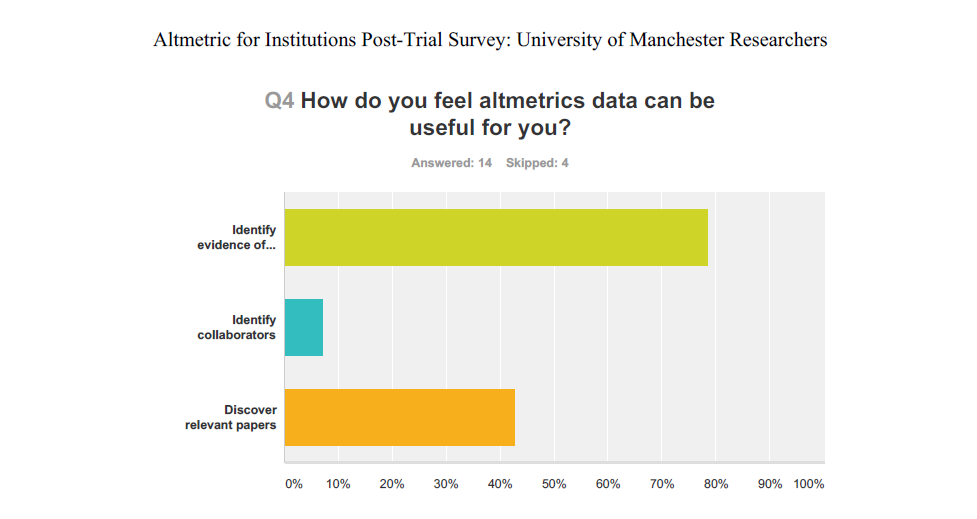 Altmetric for Institutions Post-Trial Survey: University of Manchester Researchers
Q4 How do you feel altmetrics data can be
useful for you?
Answered: 14 Skipped: 4
Identify
evidence of...
Identify
collaborators
Discover
relevant papers
0% 10% 20% 30% 40% 50% 60% 70% 80% 90% 100%